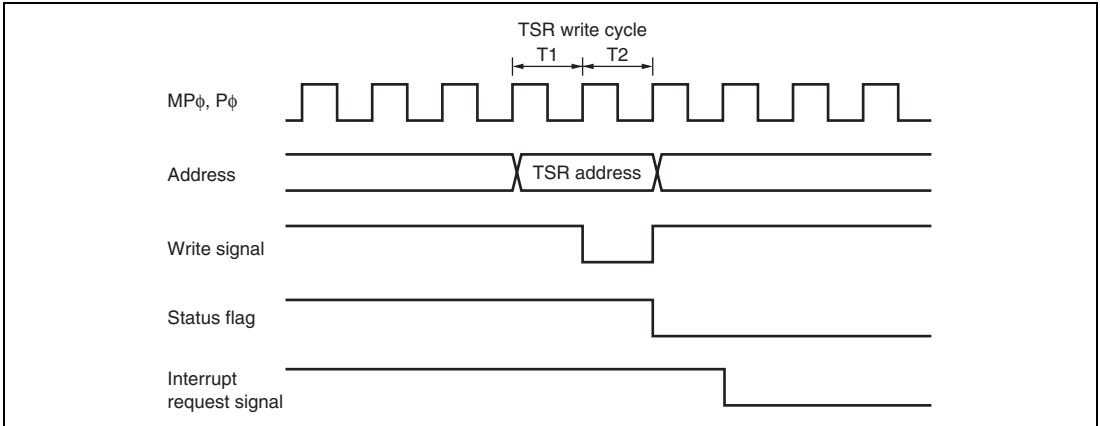 TSR write cycle
T1 T2
MPϕ, Pϕ
Address
TSR address
Write signal
Status flag
Interrupt
request signal